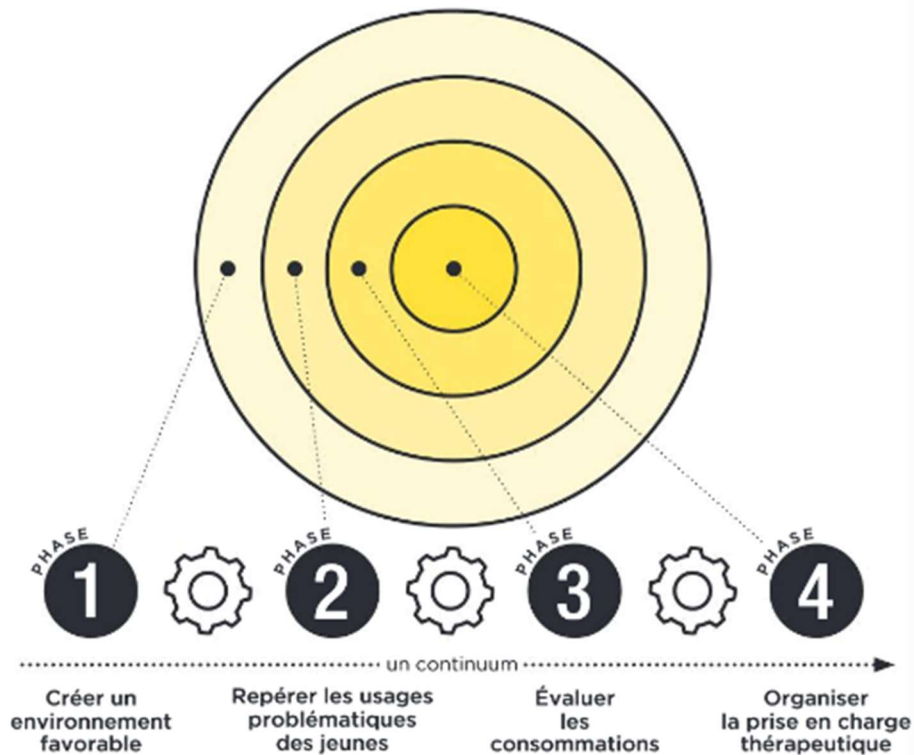 PHASE 1
PHASE 2
PHASE 3
PHASE 4
un continuum
Créer un
environnement
favorable
Repérer les usages
problématiques
des jeunes
Évaluer
les
consommations
Organiser
la prise en charge
thérapeutique